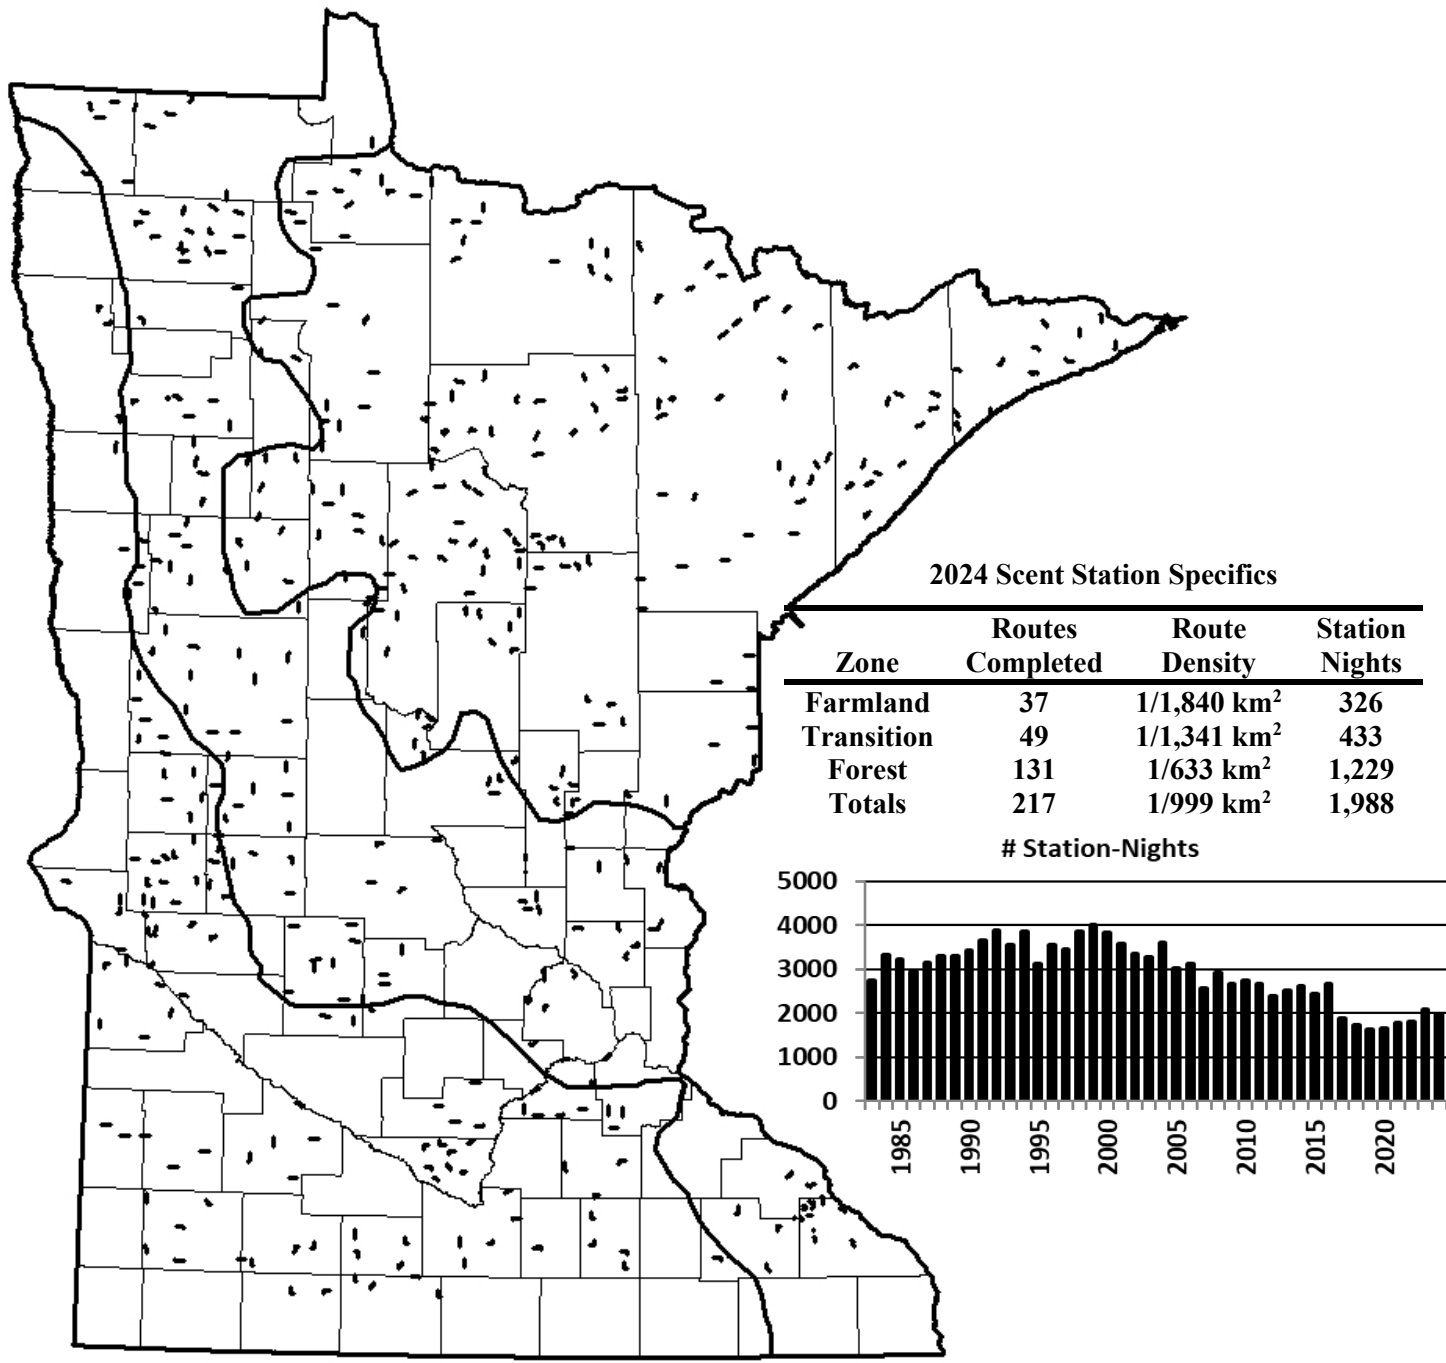 2024 Scent Station Specifics
Routes Route Station
Zone Completed Density Nights
Farmland 37 1/1,840 km² 326
Transition 49 1/1,341 km² 433
Forest 131 1/633 km² 1,229
Totals 217 1/999 km² 1,988
# Station-Nights
5000
4000
3000
2000
1000
0
1985 1990 1995 2000 2005 2010 2015 2020